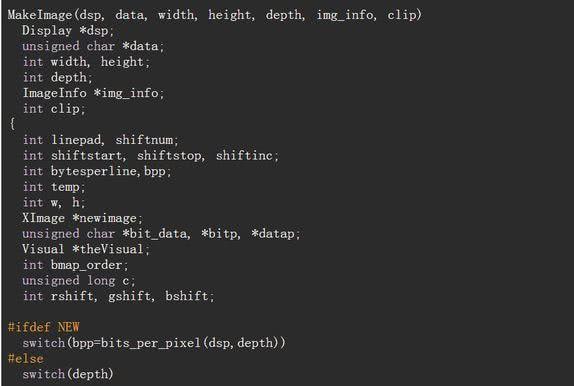 MakeImage(dsp, data, width, height, depth, img_info, clip)
  Display *dsp;
  unsigned char *data;
  int width, height;
  int depth;
  ImageInfo *img_info;
  int clip;
{
  int linepad, shiftnum;
  int shiftstart, shiftstop, shiftinc;
  int bytesperline,bpp;
  int temp;
  int w, h;
  XImage *newimage;
  unsigned char *bit_data, *bitp, *datap;
  Visual *theVisual;
  int bmap_order;
  unsigned long c;
  int rshift, gshift, bshift;

#ifdef NEW
  switch(bpp=bits_per_pixel(dsp,depth))
#else
  switch(depth)